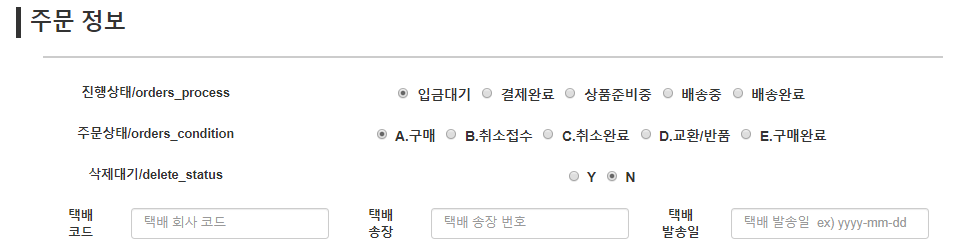 주문 정보
진행상태/orders_process 입금대기 결제완료 상품준비중 배송중 배송완료
주문상태/orders_condition A.구매 B.취소접수 C.취소완료 D.교환/반품 E.구매완료
삭제대기/delete_status Y N
택배 코드 택배 회사 코드 택배 송장 택배 송장 번호 택배 발송일 택배 발송일 ex) yyyy-mm-dd